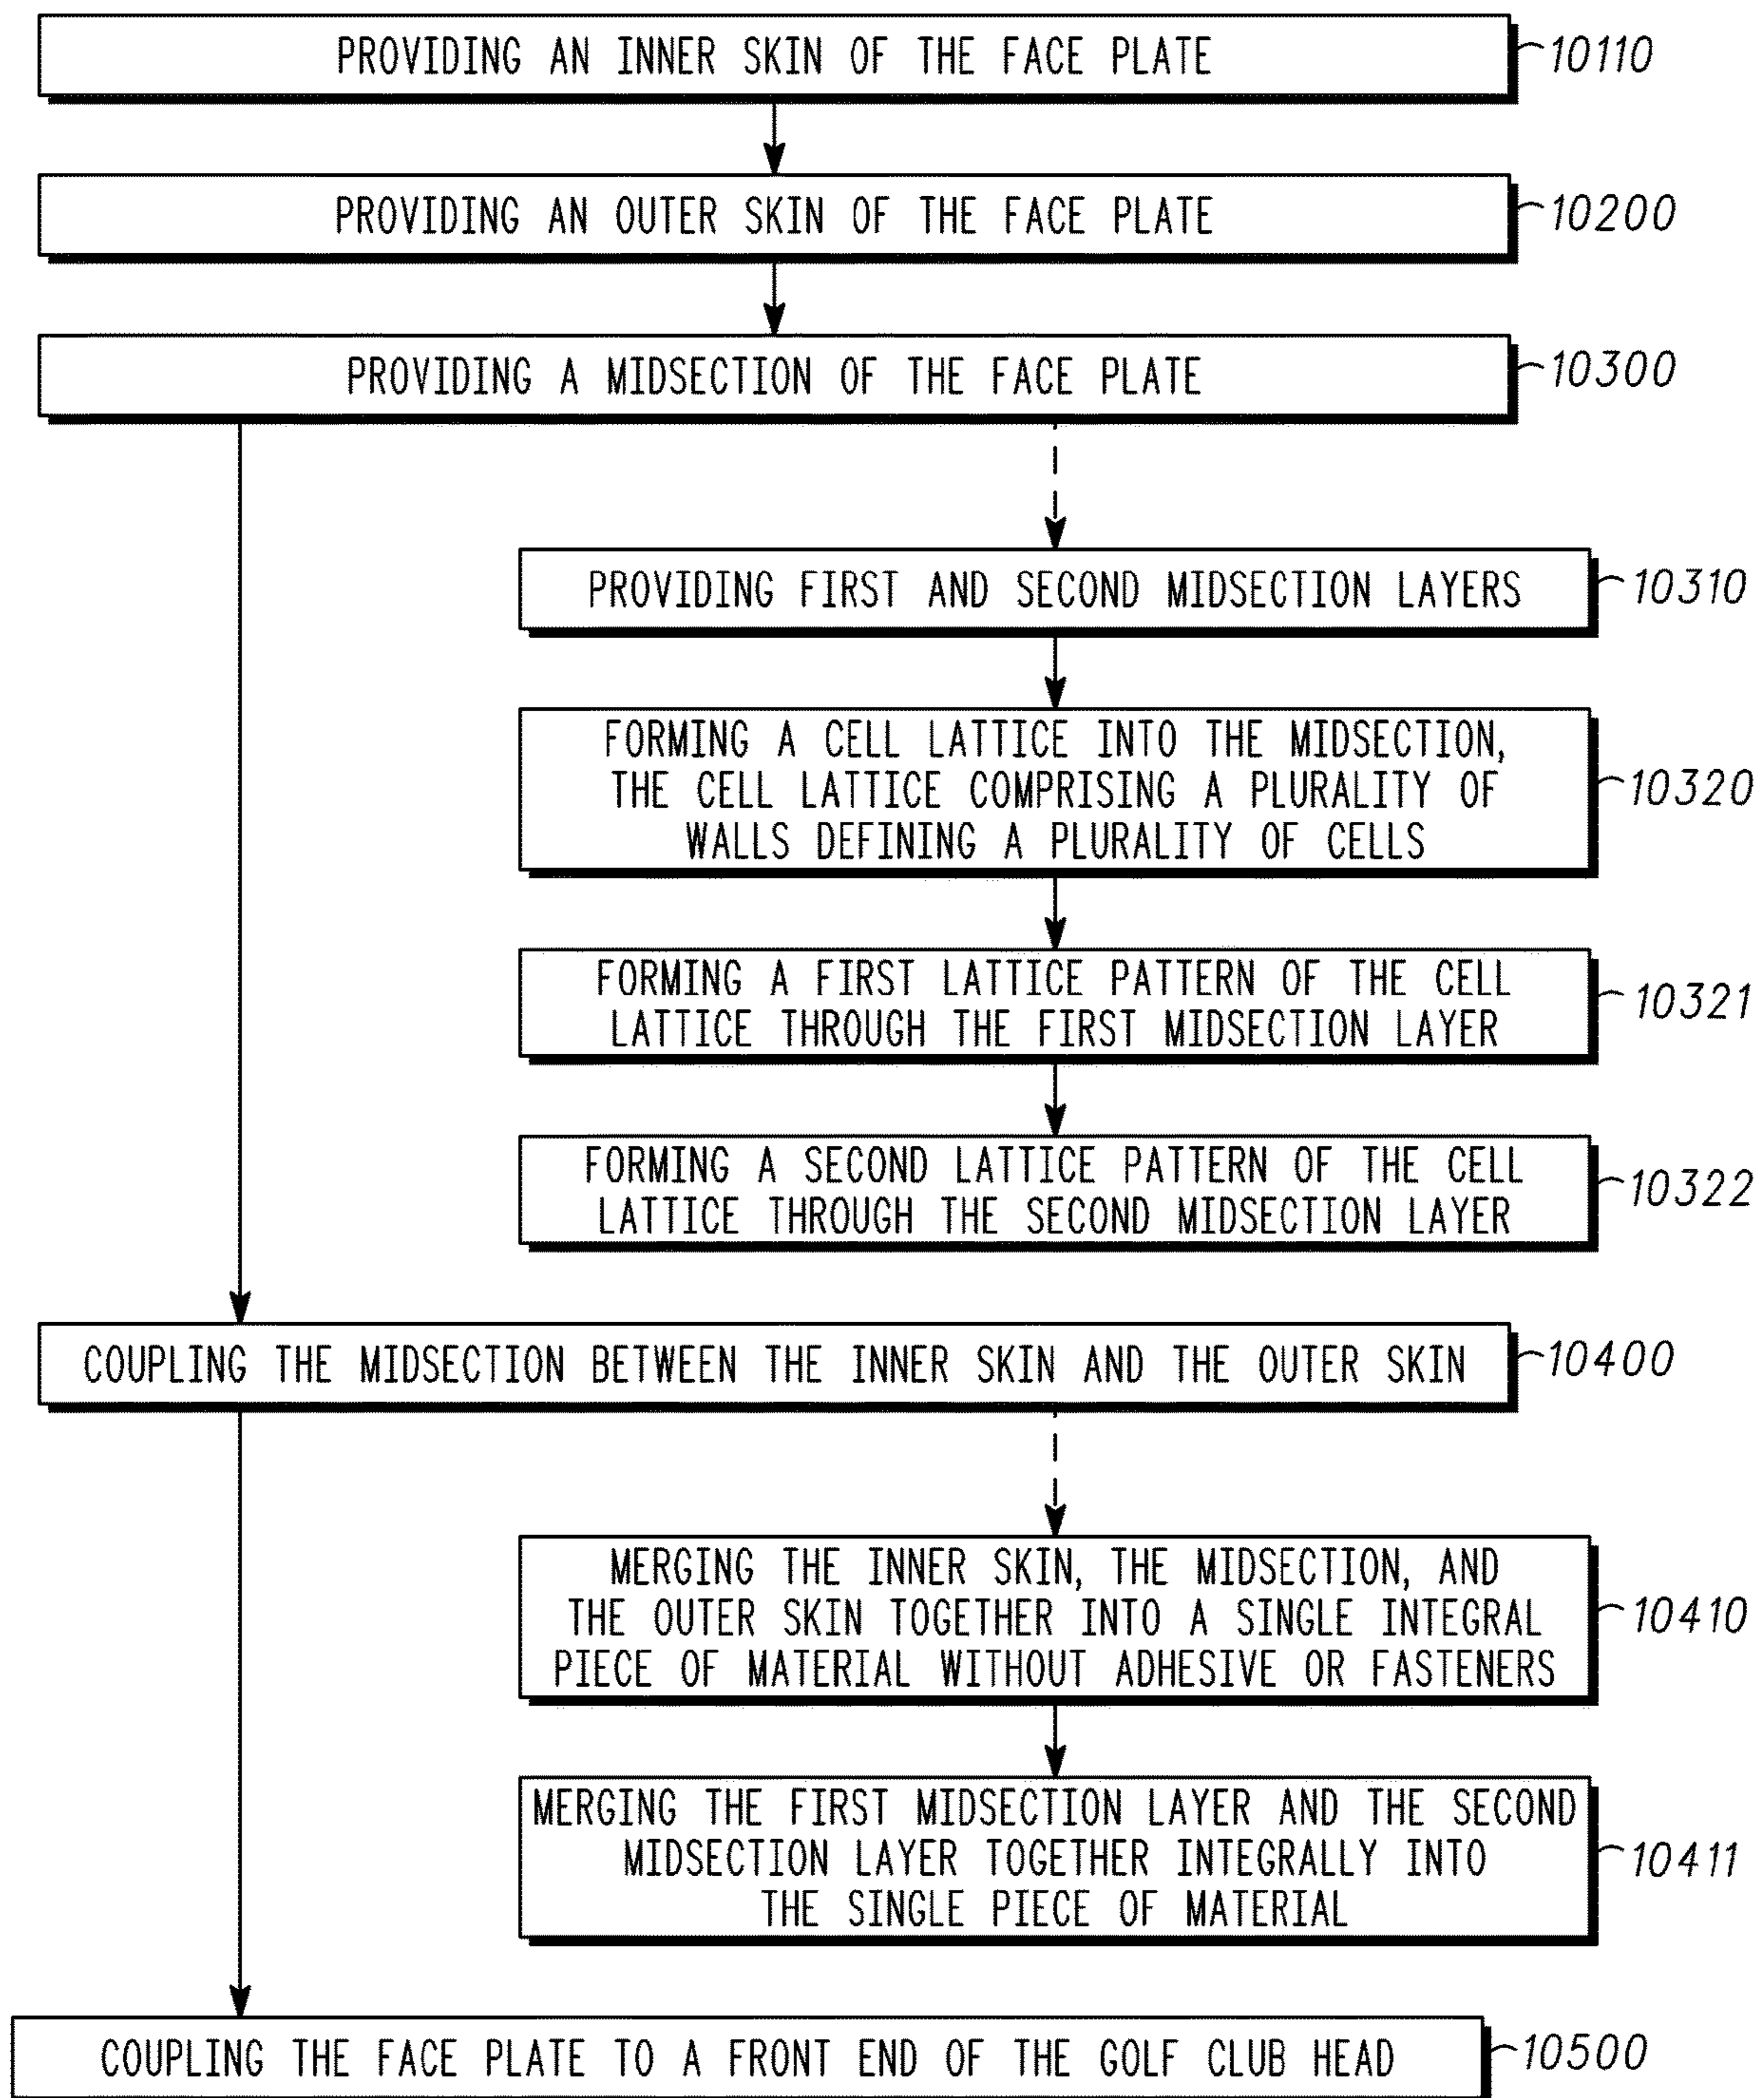 PROVIDING AN INNER SKIN OF THE FACE PLATE
10110
PROVIDING AN OUTER SKIN OF THE FACE PLATE
10200
PROVIDING A MIDSECTION OF THE FACE PLATE
10300
PROVIDING FIRST AND SECOND MIDSECTION LAYERS
10310
FORMING A CELL LATTICE INTO THE MIDSECTION,
THE CELL LATTICE COMPRISING A PLURALITY OF
WALLS DEFINING A PLURALITY OF CELLS
10320
FORMING A FIRST LATTICE PATTERN OF THE CELL
LATTICE THROUGH THE FIRST MIDSECTION LAYER
10321
FORMING A SECOND LATTICE PATTERN OF THE CELL
LATTICE THROUGH THE SECOND MIDSECTION LAYER
10322
COUPLING THE MIDSECTION BETWEEN THE INNER SKIN AND THE OUTER SKIN
10400
MERGING THE INNER SKIN, THE MIDSECTION, AND
THE OUTER SKIN TOGETHER INTO A SINGLE INTEGRAL
PIECE OF MATERIAL WITHOUT ADHESIVE OR FASTENERS
10410
MERGING THE FIRST MIDSECTION LAYER AND THE SECOND
MIDSECTION LAYER TOGETHER INTEGRALLY INTO
THE SINGLE PIECE OF MATERIAL
10411
COUPLING THE FACE PLATE TO A FRONT END OF THE GOLF CLUB HEAD
10500